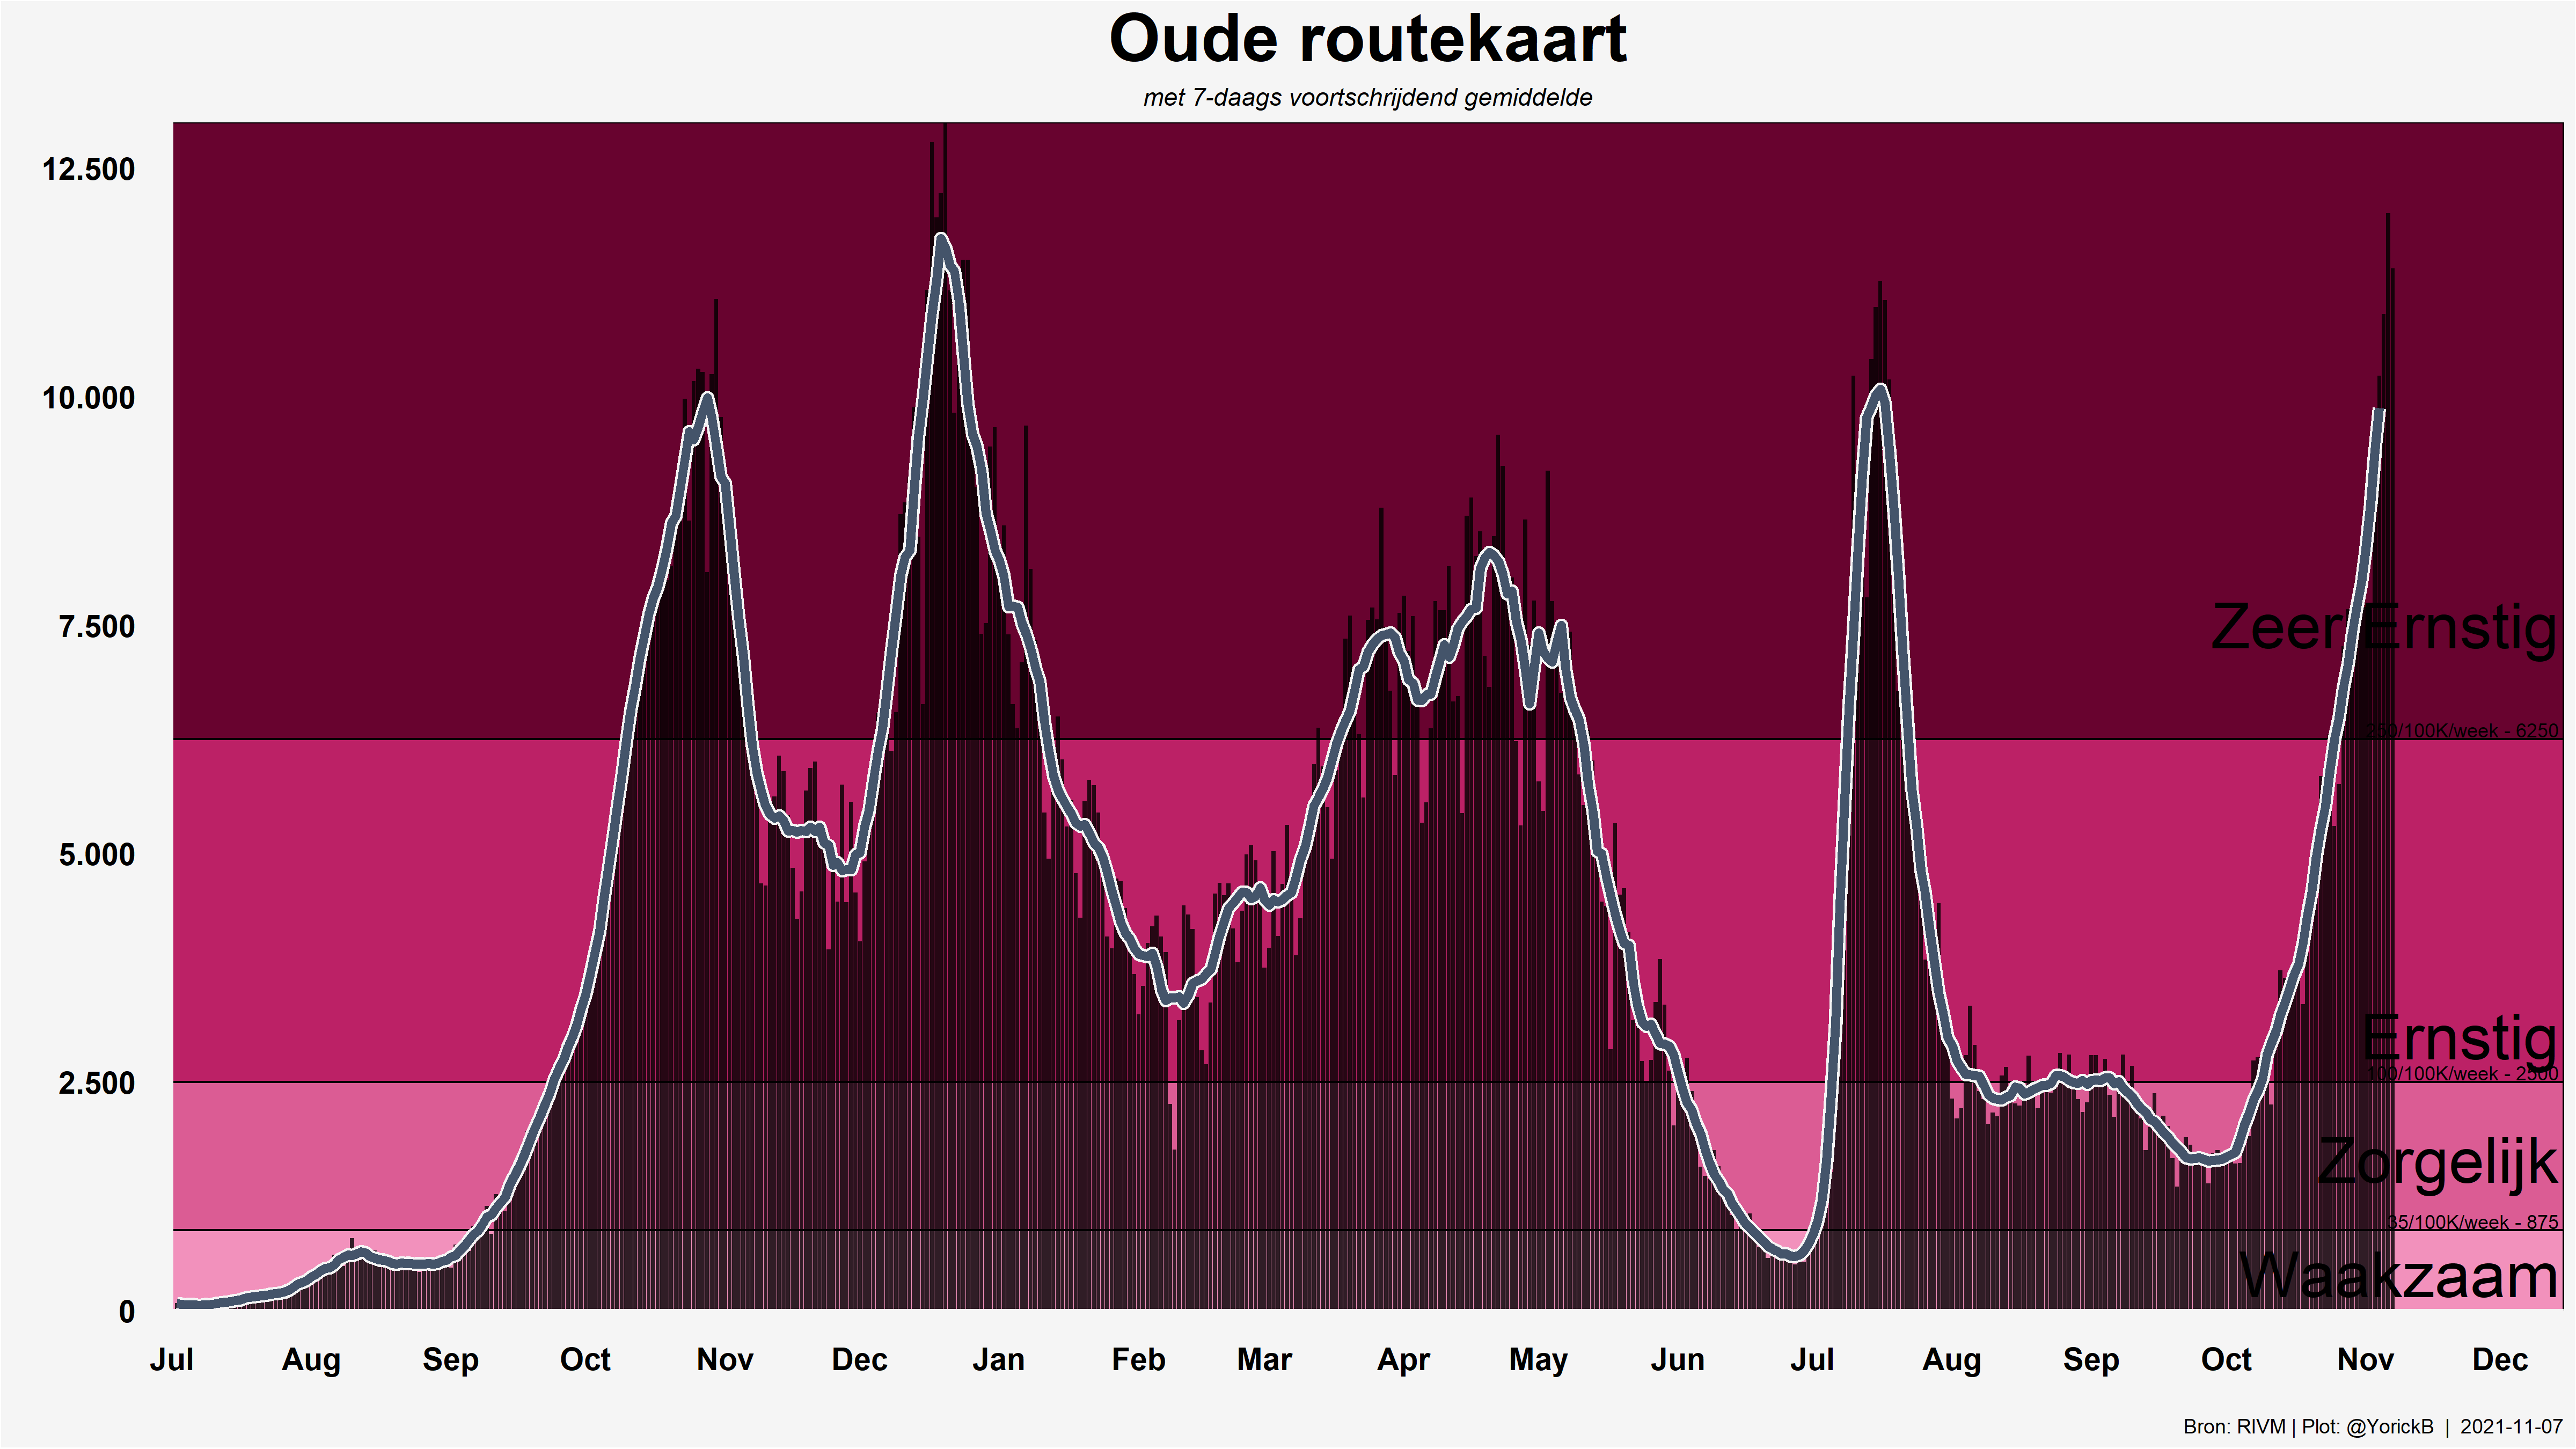 Oude routekaart
met 7-daags voortschrijdend gemiddelde
12.500
10.000
7.500
Zeer Ernstig
250/100K/week - 6250
5.000
Ernstig
100/100K/week - 2500
2.500
Zorgelijk
35/100K/week - 875
Waakzaam
0
Jul Aug Sep Oct Nov Dec Jan Feb Mar Apr May Jun Jul Aug Sep Oct Nov Dec
Bron: RIVM | Plot: @YorickB | 2021-11-07